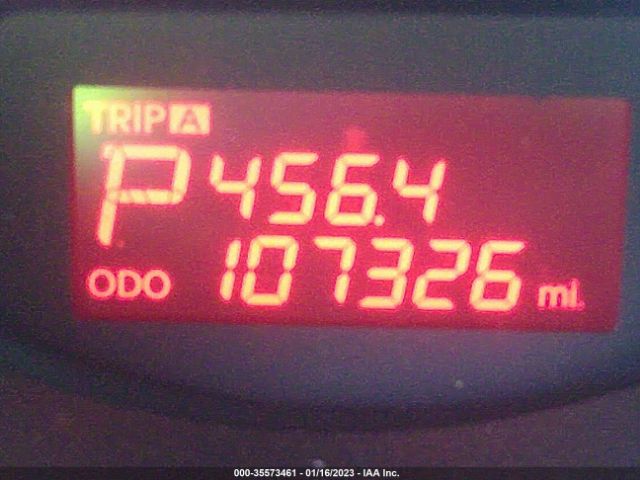 TRIP A
P 456.4
ODO 107326 mi.
000-35573461 - 01/16/2023 - IAA Inc.